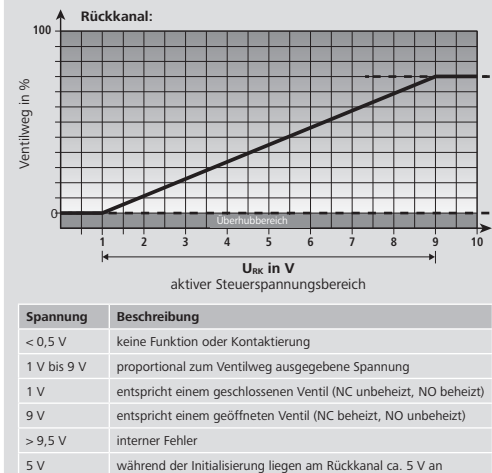 Rückkanal:
100
Ventilweg in %
0
Überhubbereich
1 2 3 4 5 6 7 8 9 10
URK in V
aktiver Steuerspannungsbereich
Spannung Beschreibung
< 0,5 V keine Funktion oder Kontaktierung
1 V bis 9 V proportional zum Ventilweg ausgegebene Spannung
1 V entspricht einem geschlossenen Ventil (NC unbeheizt, NO beheizt)
9 V entspricht einem geöffneten Ventil (NC beheizt, NO unbeheizt)
> 9,5 V interner Fehler
5 V während der Initialisierung liegen am Rückkanal ca. 5 V an